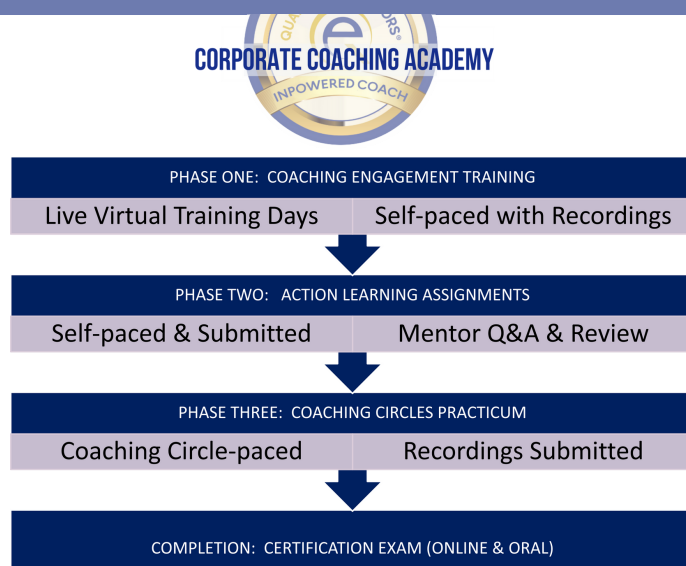 CORPORATE COACHING ACADEMY
INPOWERED COACH
PHASE ONE: COACHING ENGAGEMENT TRAINING
Live Virtual Training Days Self-paced with Recordings
PHASE TWO: ACTION LEARNING ASSIGNMENTS
Self-paced & Submitted Mentor Q&A & Review
PHASE THREE: COACHING CIRCLES PRACTICUM
Coaching Circle-paced Recordings Submitted
COMPLETION: CERTIFICATION EXAM (ONLINE & ORAL)